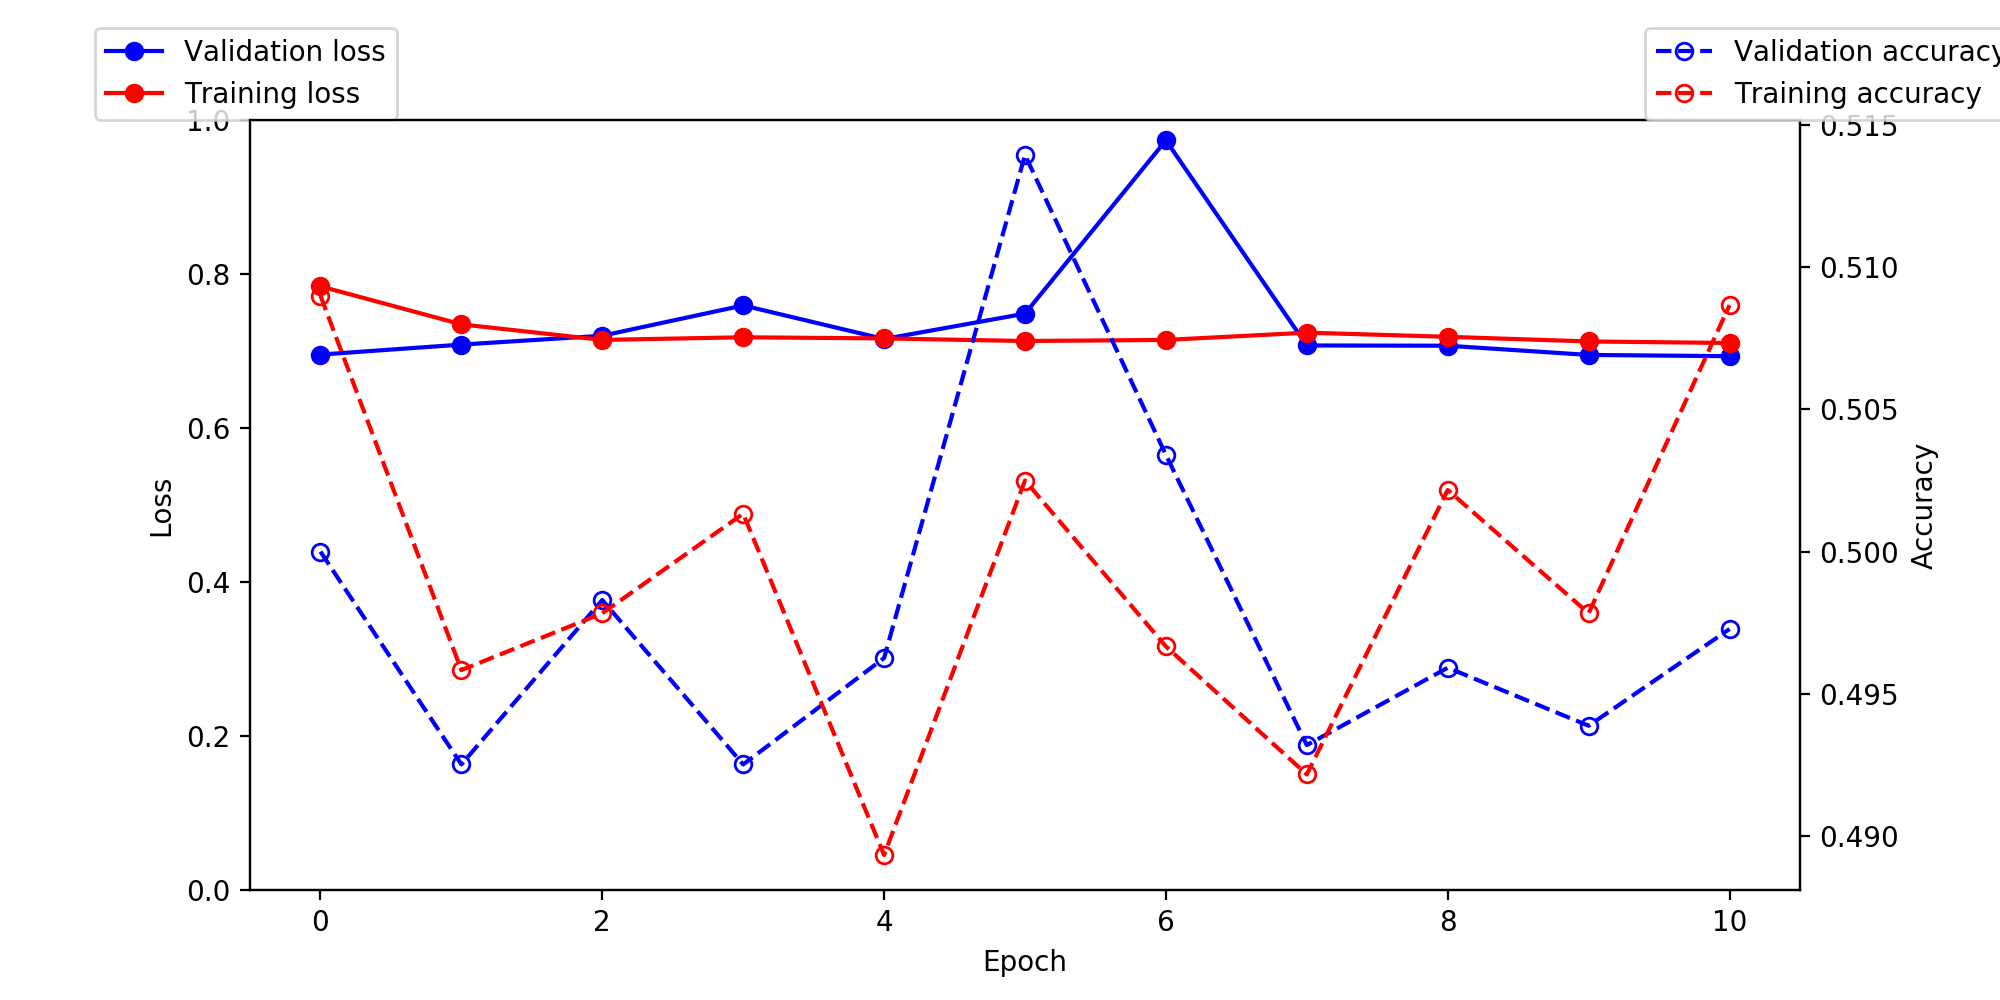 Validation loss
Training loss
Validation accuracy
Training accuracy
1.0
0.8
0.6
0.4
0.2
0.0
Loss
0.515
0.510
0.505
0.500
0.495
0.490
Accuracy
0 2 4 6 8 10
Epoch